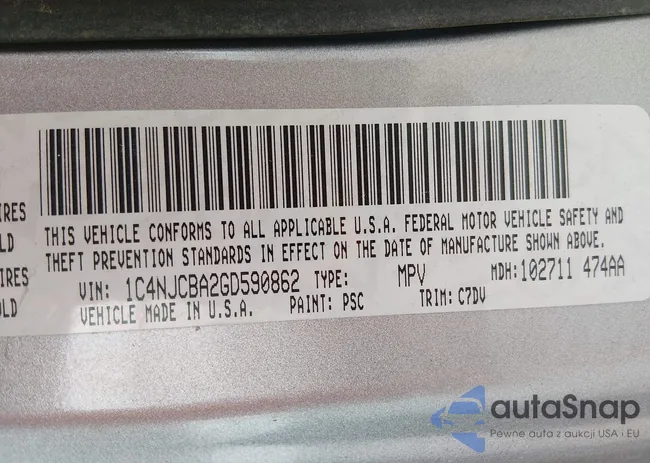 IRES
THIS VEHICLE CONFORMS TO ALL APPLICABLE U.S.A. FEDERAL MOTOR VEHICLE SAFETY AND
LD
THEFT PREVENTION STANDARDS IN EFFECT ON THE DATE OF MANUFACTURE SHOWN ABOVE.
IRES
VIN: 1C4NJCBA2GD590862 TYPE: MPV MDH: 102711 474AA
OLD
VEHICLE MADE IN U.S.A. PAINT: PSC TRIM: C7DV
autaSnap
Pewne auta z aukcji USA i EU